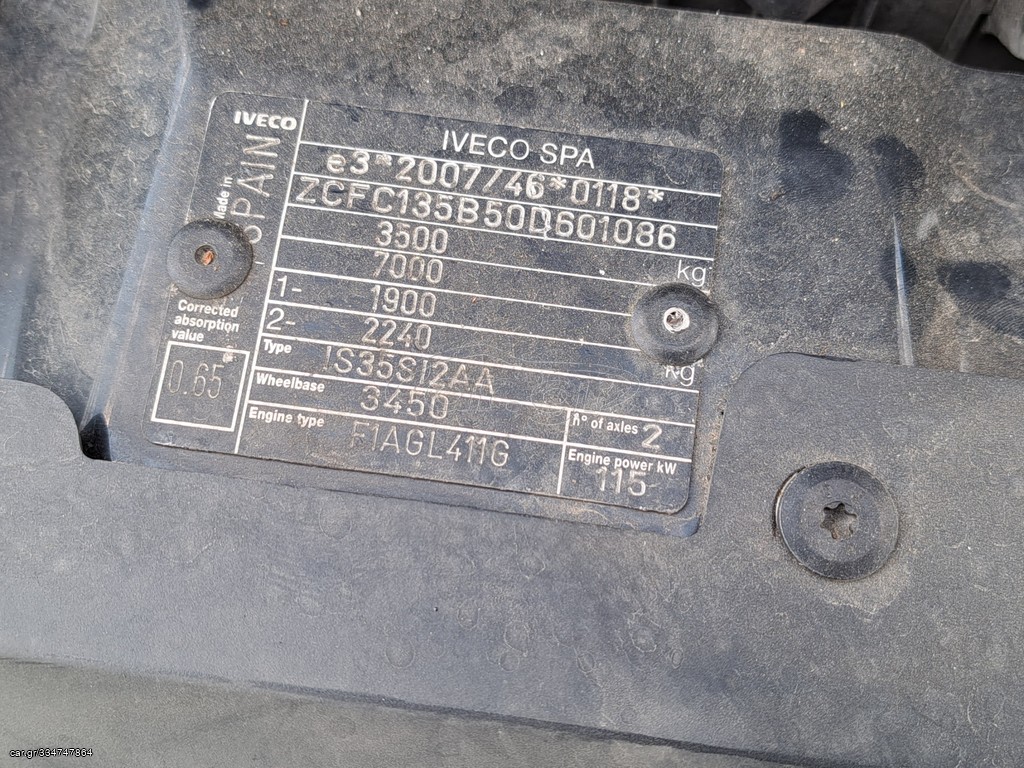 IVECO
IVECO SPA
Made in
SPAIN
e3*2007/46*0118*
ZCFC135B50D601086
3500 kg
7000
1- 1900
2- 2240 kg
Corrected
absorption
value
0.65
Type IS35SI2AA
Wheelbase 3450
N° of axles 2
Engine type F1AGL411G
Engine power kW
115
car.gr/334747864